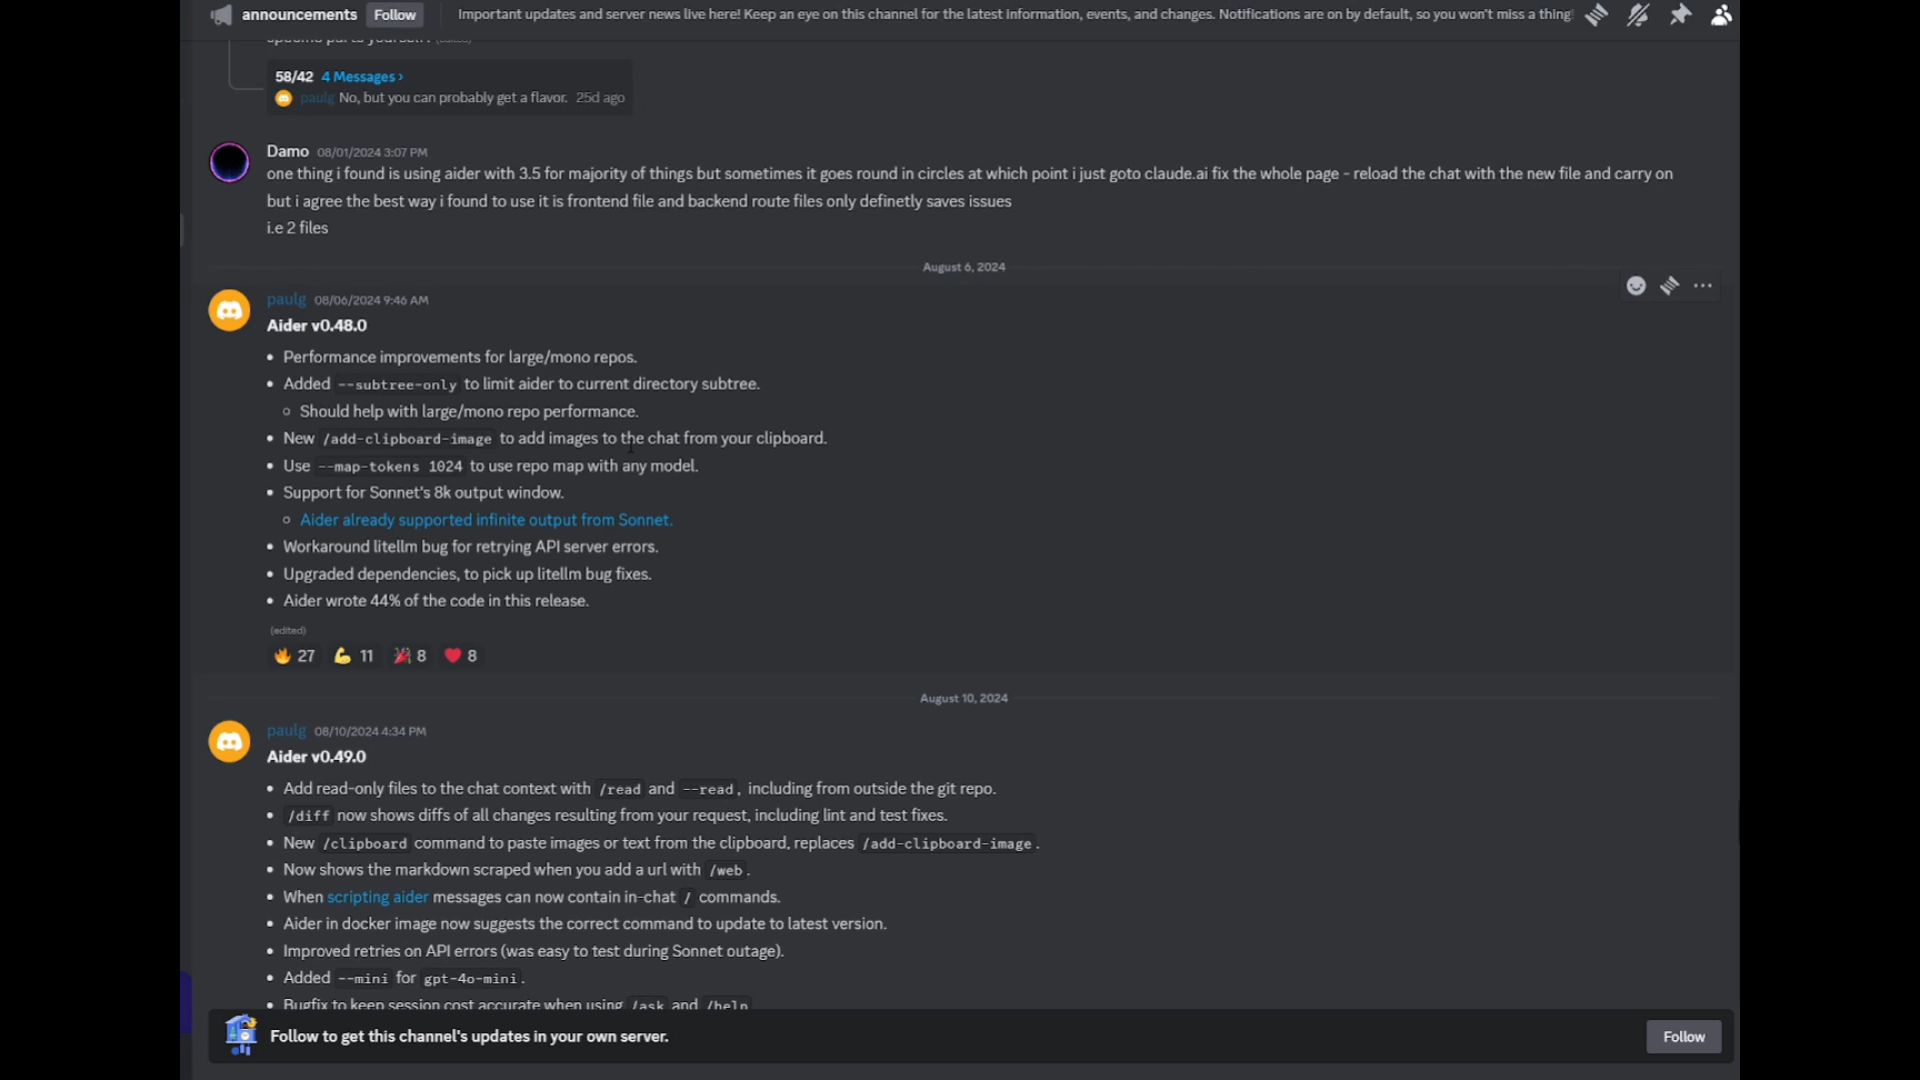 announcements Follow Important updates and server news live here! Keep an eye on this channel for the latest information, events, and changes. Notifications are on by default, so you won't miss a thing!
58/42 4 Messages ›
paulg No, but you can probably get a flavor. 25d ago
Damo 08/01/2024 3:07 PM
one thing i found is using aider with 3.5 for majority of things but sometimes it goes round in circles at which point i just goto claude.ai fix the whole page - reload the chat with the new file and carry on
but i agree the best way i found to use it is frontend file and backend route files only definetly saves issues
i.e 2 files
August 6, 2024
paulg 08/06/2024 9:46 AM
Aider v0.48.0
• Performance improvements for large/mono repos.
• Added --subtree-only to limit aider to current directory subtree.
◦ Should help with large/mono repo performance.
• New /add-clipboard-image to add images to the chat from your clipboard.
• Use --map-tokens 1024 to use repo map with any model.
• Support for Sonnet's 8k output window.
◦ Aider already supported infinite output from Sonnet.
• Workaround litellm bug for retrying API server errors.
• Upgraded dependencies, to pick up litellm bug fixes.
• Aider wrote 44% of the code in this release.
(edited)
🔥 27 💪 11 🎉 8 ❤️ 8
August 10, 2024
paulg 08/10/2024 4:34 PM
Aider v0.49.0
• Add read-only files to the chat context with /read and --read, including from outside the git repo.
• /diff now shows diffs of all changes resulting from your request, including lint and test fixes.
• New /clipboard command to paste images or text from the clipboard, replaces /add-clipboard-image.
• Now shows the markdown scraped when you add a url with /web.
• When scripting aider messages can now contain in-chat / commands.
• Aider in docker image now suggests the correct command to update to latest version.
• Improved retries on API errors (was easy to test during Sonnet outage).
• Added --mini for gpt-4o-mini.
• Bugfix to keep session cost accurate when using /ask and /help
Follow to get this channel's updates in your own server.
Follow